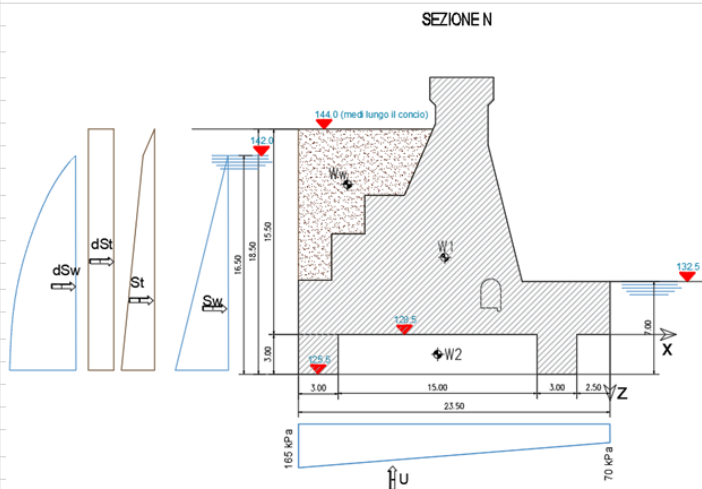 SEZIONE N
144.0 (medi lungo il concio)
142.0
Ww
dSt
dSw
St
Sw
16.50
18.50
15.50
3.00
W1
132.5
7.00
128.5
X
W2
125.5
3.00
15.00
3.00
2.50
Z
23.50
165 kPa
70 kPa
U